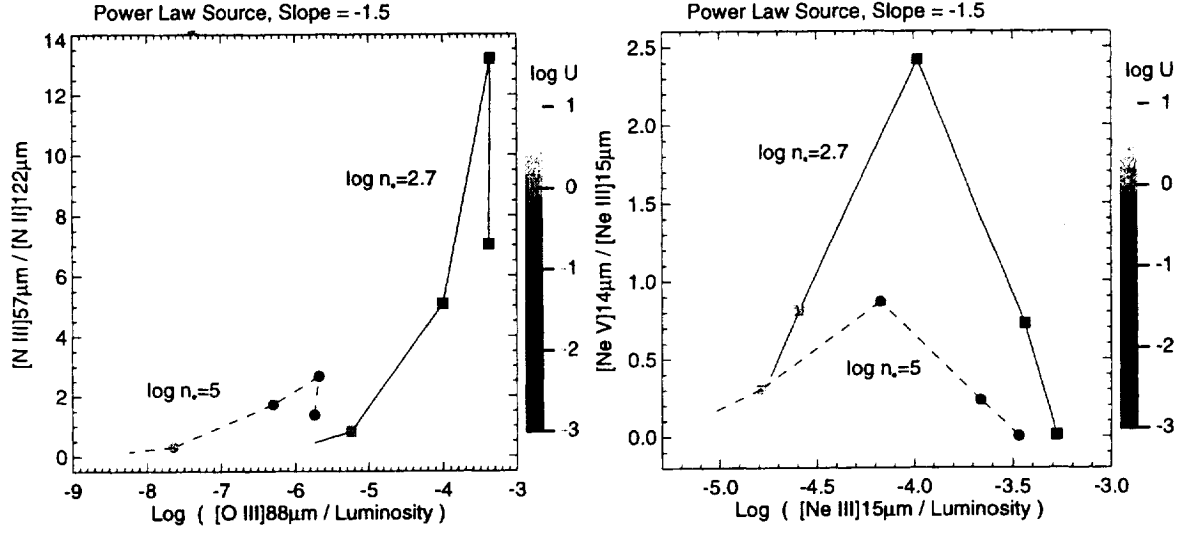 Power Law Source, Slope = -1.5
14
12
10
8
6
4
2
0
[N III]57μm / [N II]122μm
log nₑ=2.7
log nₑ=5
-9 -8 -7 -6 -5 -4 -3
Log ( [O III]88μm / Luminosity )
log U
1
0
-1
-2
-3
Power Law Source, Slope = -1.5
2.5
2.0
1.5
1.0
0.5
0.0
[Ne V]14μm / [Ne III]15μm
log nₑ=2.7
log nₑ=5
-5.0 -4.5 -4.0 -3.5 -3.0
Log ( [Ne III]15μm / Luminosity )
log U
1
0
-1
-2
-3